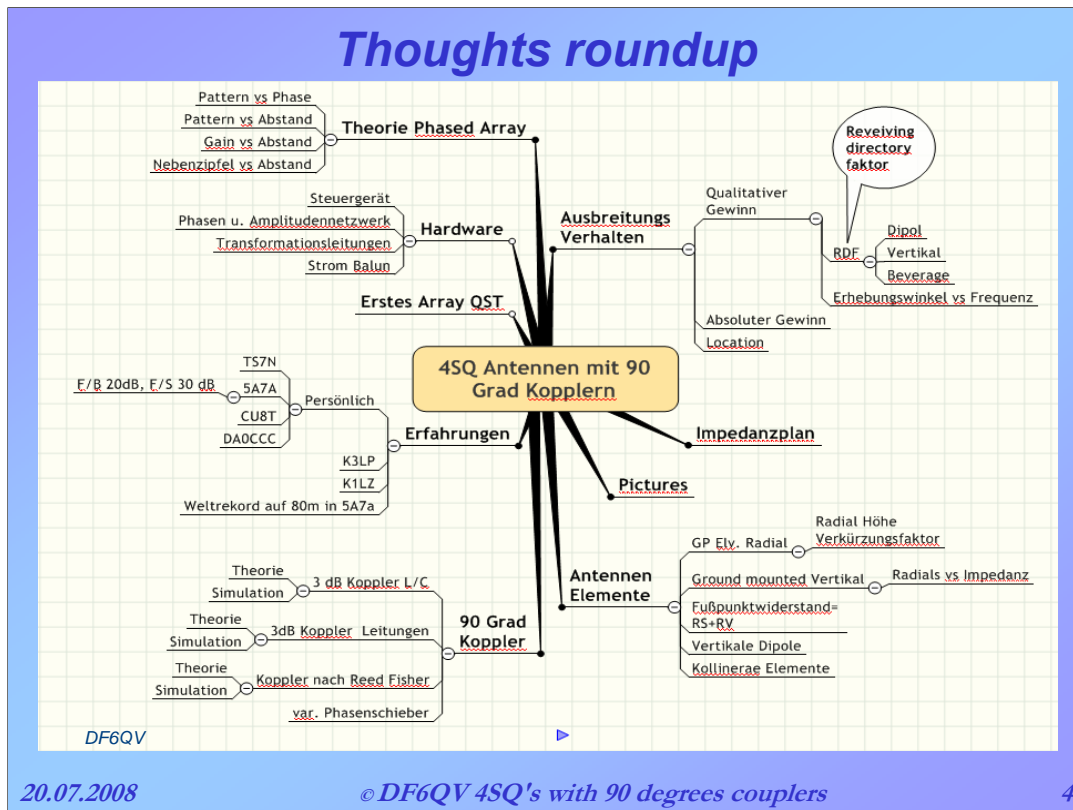 Thoughts roundup
Pattern vs Phase
Pattern vs Abstand
Gain vs Abstand
Nebenzipfel vs Abstand
Theorie Phased Array
Steuergerät
Phasen u. Amplitudennetzwerk
Transformationsleitungen
Strom Balun
Hardware
Erstes Array QST
TS7N
F/B 20dB, F/S 30 dB
5A7A
CU8T
DA0CCC
Persönlich
K3LP
K1LZ
Weltrekord auf 80m in 5A7a
Erfahrungen
Theorie
Simulation
3 dB Koppler L/C
Theorie
Simulation
3dB Koppler Leitungen
Theorie
Simulation
Koppler nach Reed Fisher
var. Phasenschieber
90 Grad
Koppler
4SQ Antennen mit 90
Grad Kopplern
Ausbreitungs
Verhalten
Qualitativer
Gewinn
Reveiving
directory
faktor
RDF
Dipol
Vertikal
Beverage
Erhebungswinkel vs Frequenz
Absoluter Gewinn
Location
Impedanzplan
Pictures
Antennen
Elemente
GP Elv. Radial
Radial Höhe
Verkürzungsfaktor
Ground mounted Vertikal
Radials vs Impedanz
Fußpunktwiderstand=
RS+RV
Vertikale Dipole
Kollinerae Elemente
DF6QV
20.07.2008
© DF6QV 4SQ's with 90 degrees couplers
4